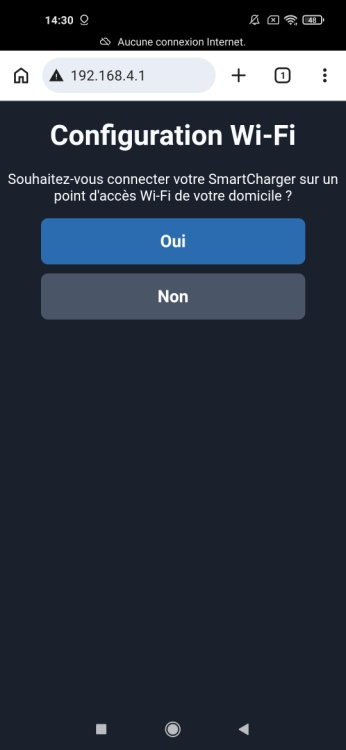 14:30
48
Aucune connexion Internet.
192.168.4.1
1
Configuration Wi-Fi
Souhaitez-vous connecter votre SmartCharger sur un
point d'accès Wi-Fi de votre domicile ?
Oui
Non